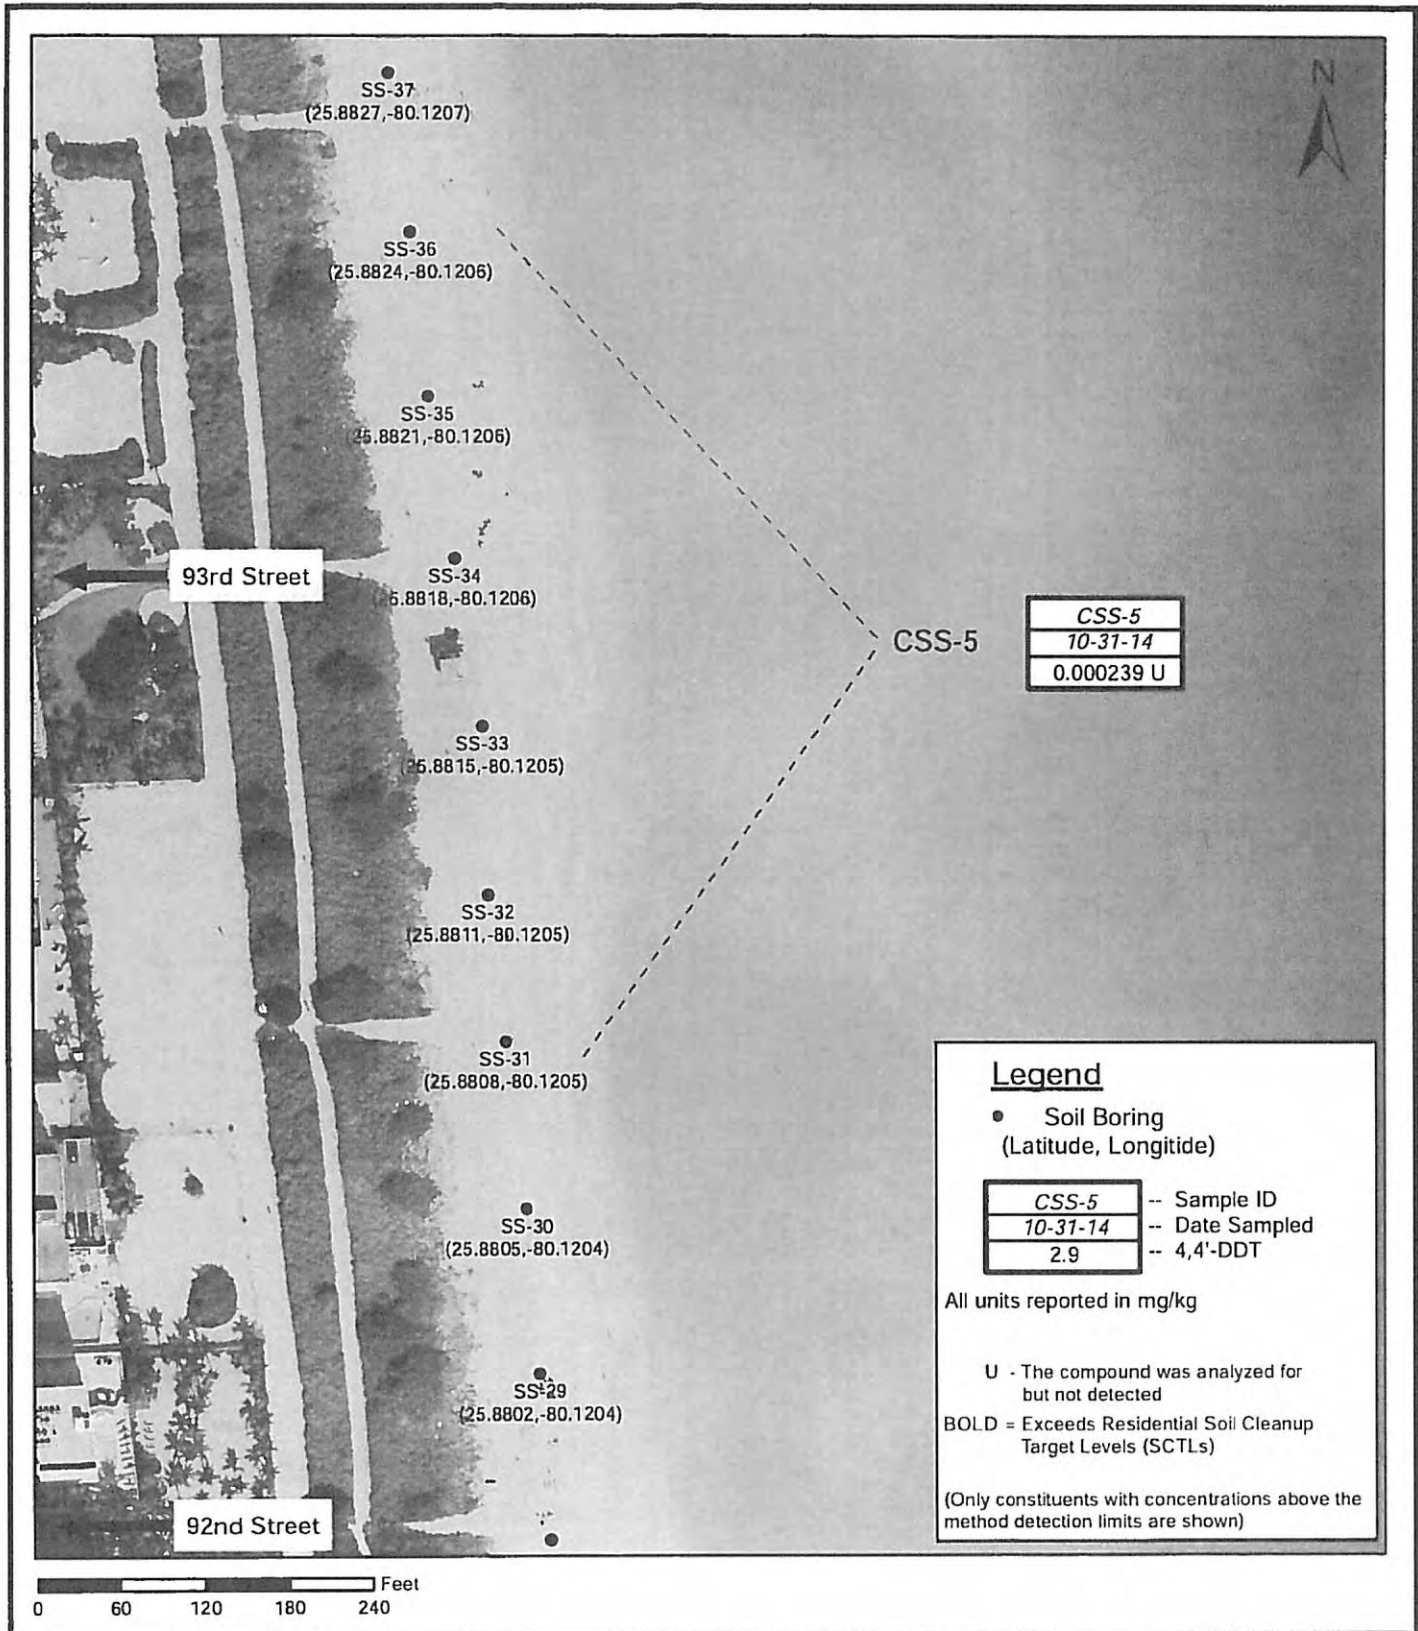 N
SS-37
(25.8827,-80.1207)
SS-36
(25.8824,-80.1206)
SS-35
(25.8821,-80.1206)
93rd Street
SS-34
(25.8818,-80.1206)
CSS-5
CSS-5
10-31-14
0.000239 U
SS-33
(25.8815,-80.1205)
SS-32
(25.8811,-80.1205)
SS-31
(25.8808,-80.1205)
SS-30
(25.8805,-80.1204)
SS-29
(25.8802,-80.1204)
92nd Street
Legend
Soil Boring
(Latitude, Longitide)
CSS-5 -- Sample ID
10-31-14 -- Date Sampled
2.9 -- 4,4'-DDT
All units reported in mg/kg
U - The compound was analyzed for
but not detected
BOLD = Exceeds Residential Soil Cleanup
Target Levels (SCTLs)
(Only constituents with concentrations above the
method detection limits are shown)
Feet
0 60 120 180 240